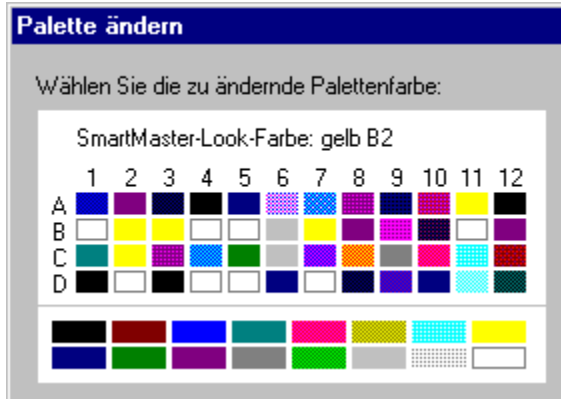 Palette ändern
Wählen Sie die zu ändernde Palettenfarbe:
SmartMaster-Look-Farbe: gelb B2
1 2 3 4 5 6 7 8 9 10 11 12
A
B
C
D